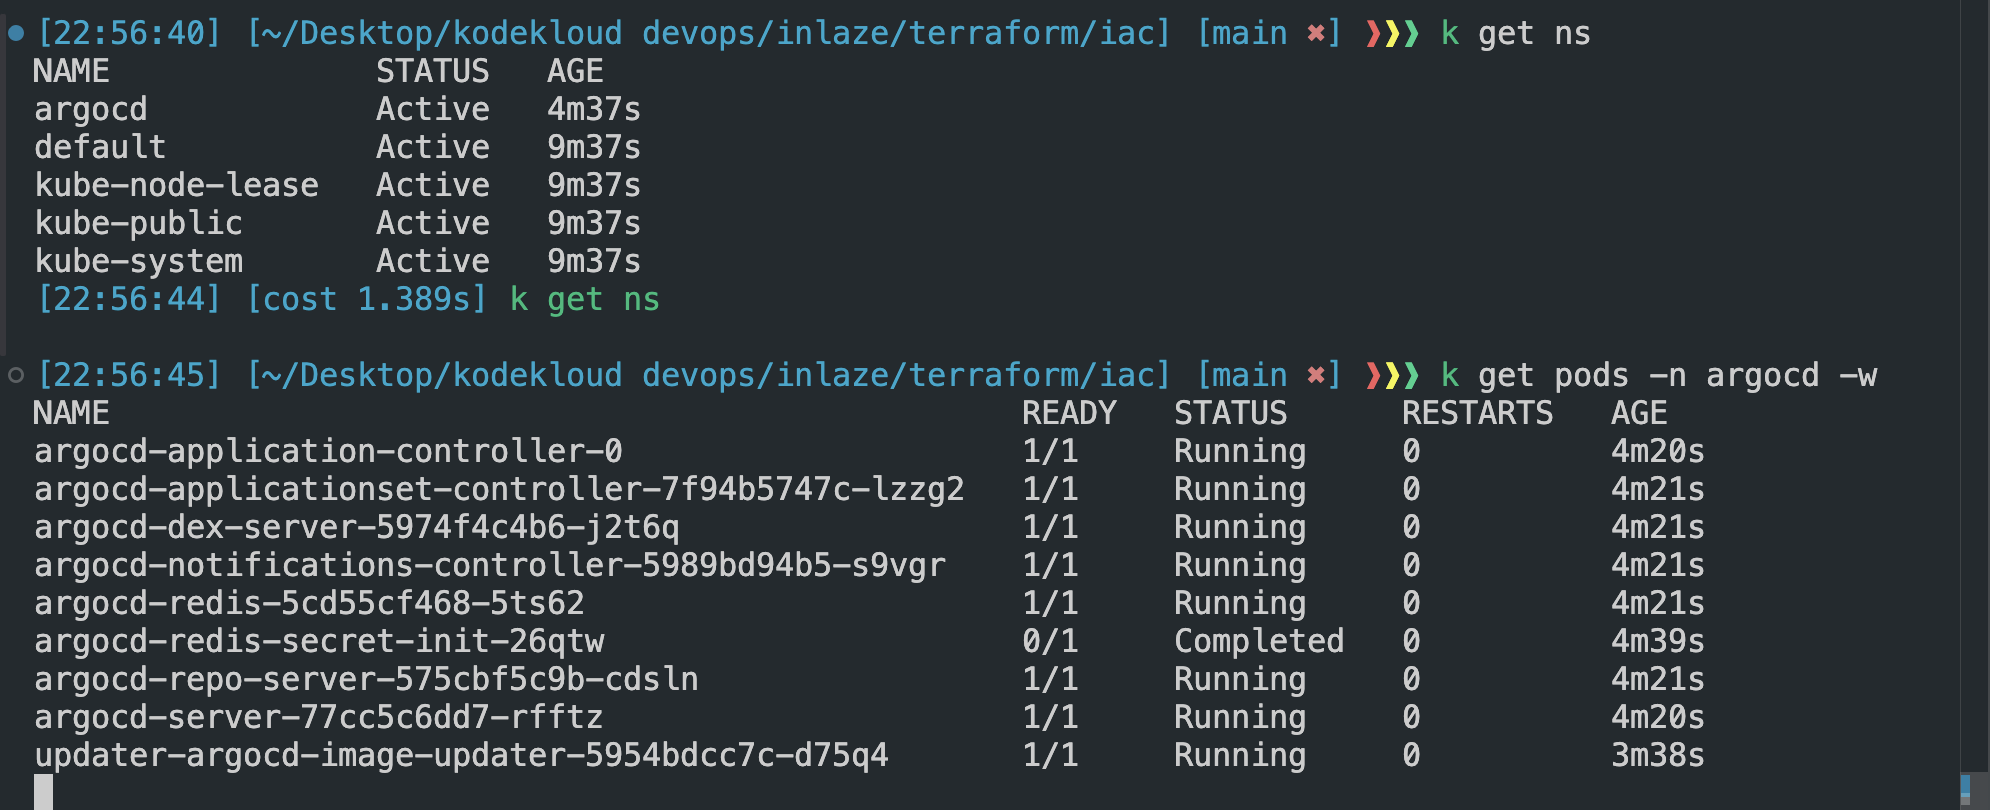 [22:56:40] [~/Desktop/kodekloud devops/inlaze/terraform/iac] [main ✖] ❯❯❯ k get ns
NAME STATUS AGE
argocd Active 4m37s
default Active 9m37s
kube-node-lease Active 9m37s
kube-public Active 9m37s
kube-system Active 9m37s
[22:56:44] [cost 1.389s] k get ns
[22:56:45] [~/Desktop/kodekloud devops/inlaze/terraform/iac] [main ✖] ❯❯❯ k get pods -n argocd -w
NAME READY STATUS RESTARTS AGE
argocd-application-controller-0 1/1 Running 0 4m20s
argocd-applicationset-controller-7f94b5747c-lzzg2 1/1 Running 0 4m21s
argocd-dex-server-5974f4c4b6-j2t6q 1/1 Running 0 4m21s
argocd-notifications-controller-5989bd94b5-s9vgr 1/1 Running 0 4m21s
argocd-redis-5cd55cf468-5ts62 1/1 Running 0 4m21s
argocd-redis-secret-init-26qtw 0/1 Completed 0 4m39s
argocd-repo-server-575cbf5c9b-cdsln 1/1 Running 0 4m21s
argocd-server-77cc5c6dd7-rfftz 1/1 Running 0 4m20s
updater-argocd-image-updater-5954bdcc7c-d75q4 1/1 Running 0 3m38s